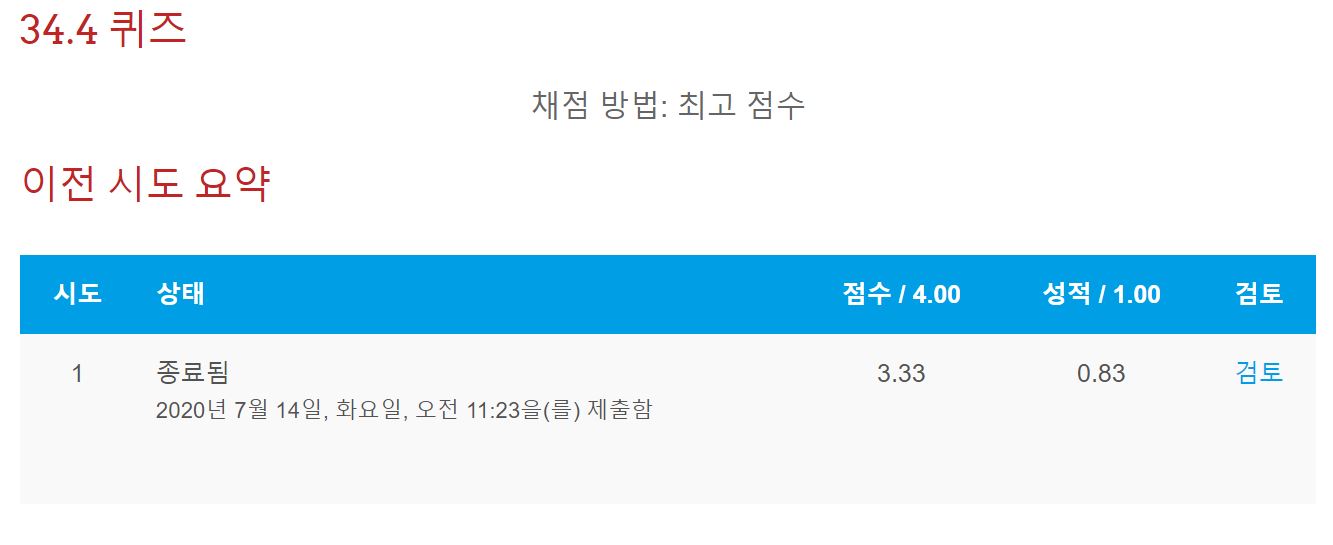 34.4 퀴즈
채점 방법: 최고 점수
이전 시도 요약
시도 상태 점수 / 4.00 성적 / 1.00 검토
1 종료됨 3.33 0.83 검토
2020년 7월 14일, 화요일, 오전 11:23을(를) 제출함